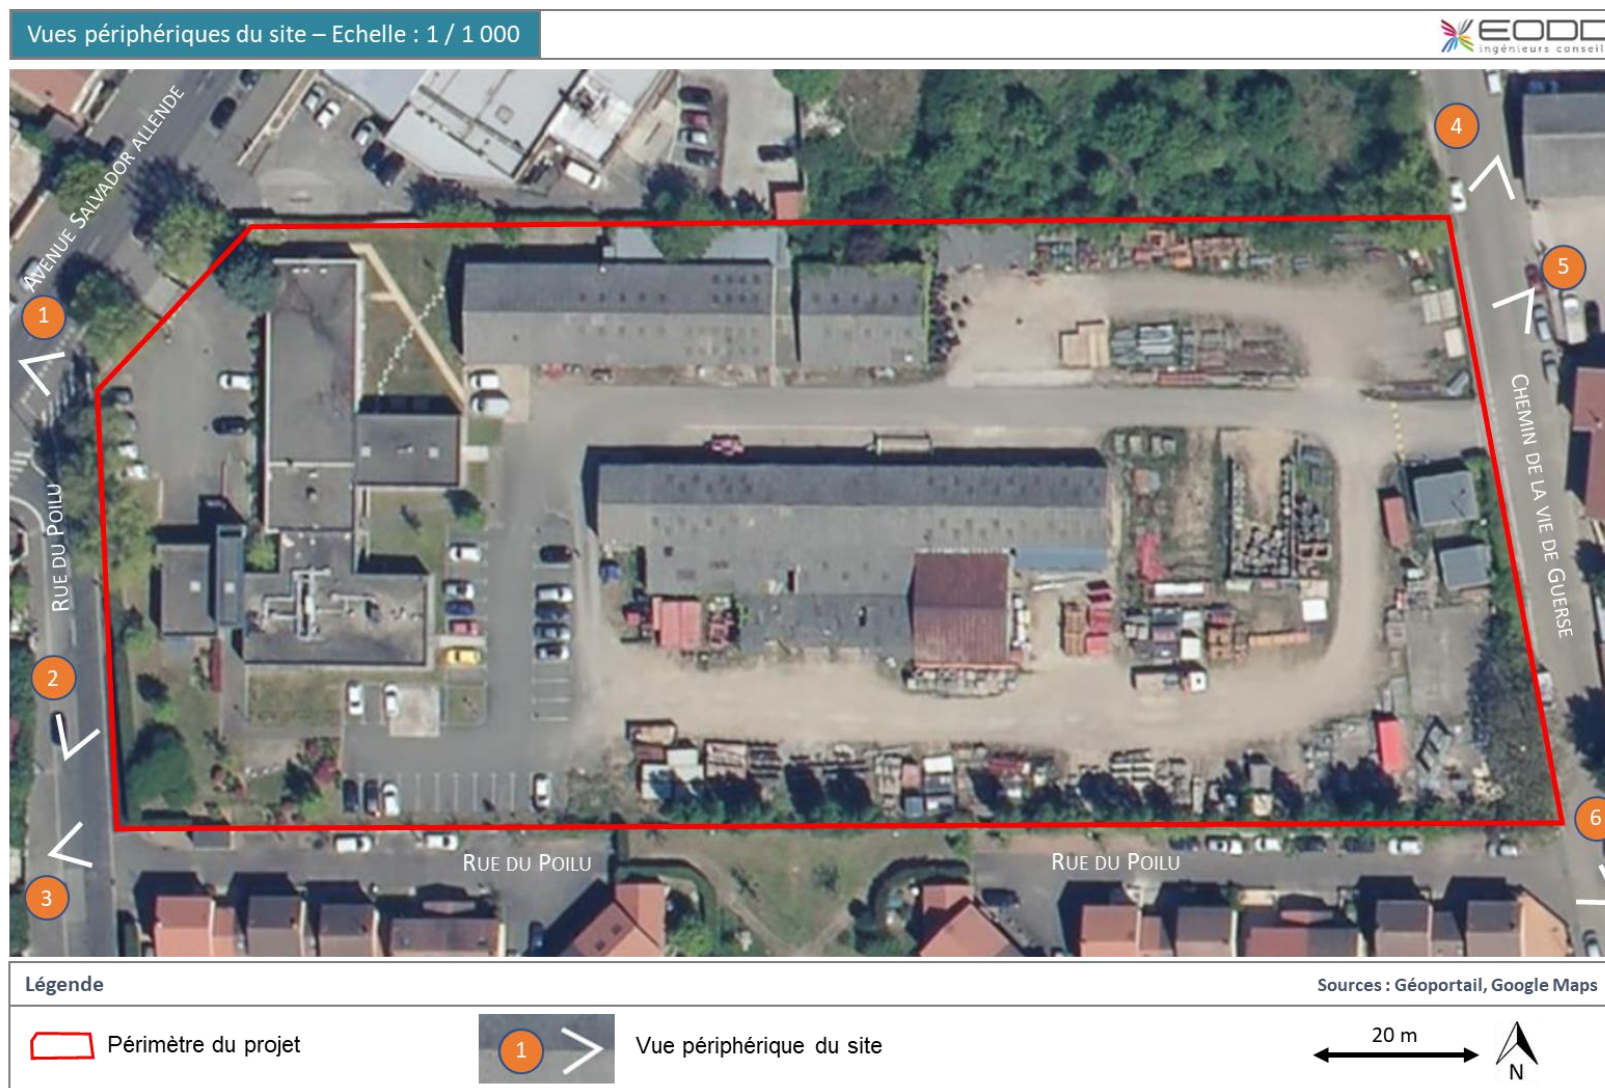 Vues périphériques du site – Echelle : 1 / 1 000
EODD
ingénieurs conseil
AVENUE SALVADOR ALLENDE
1
4
5
CHEMIN DE LA VIE DE GUERSE
RUE DU POILU
2
3
RUE DU POILU
RUE DU POILU
6
Légende
Sources : Géoportail, Google Maps
Périmètre du projet
1
Vue périphérique du site
20 m
N